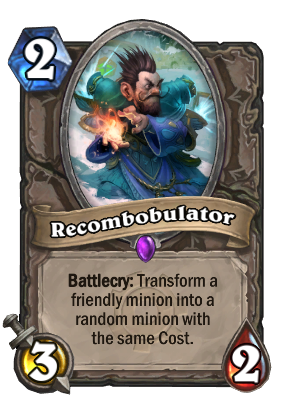 2
Recombobulator
Battlecry: Transform a
friendly minion into a
random minion with
the same Cost.
3
2